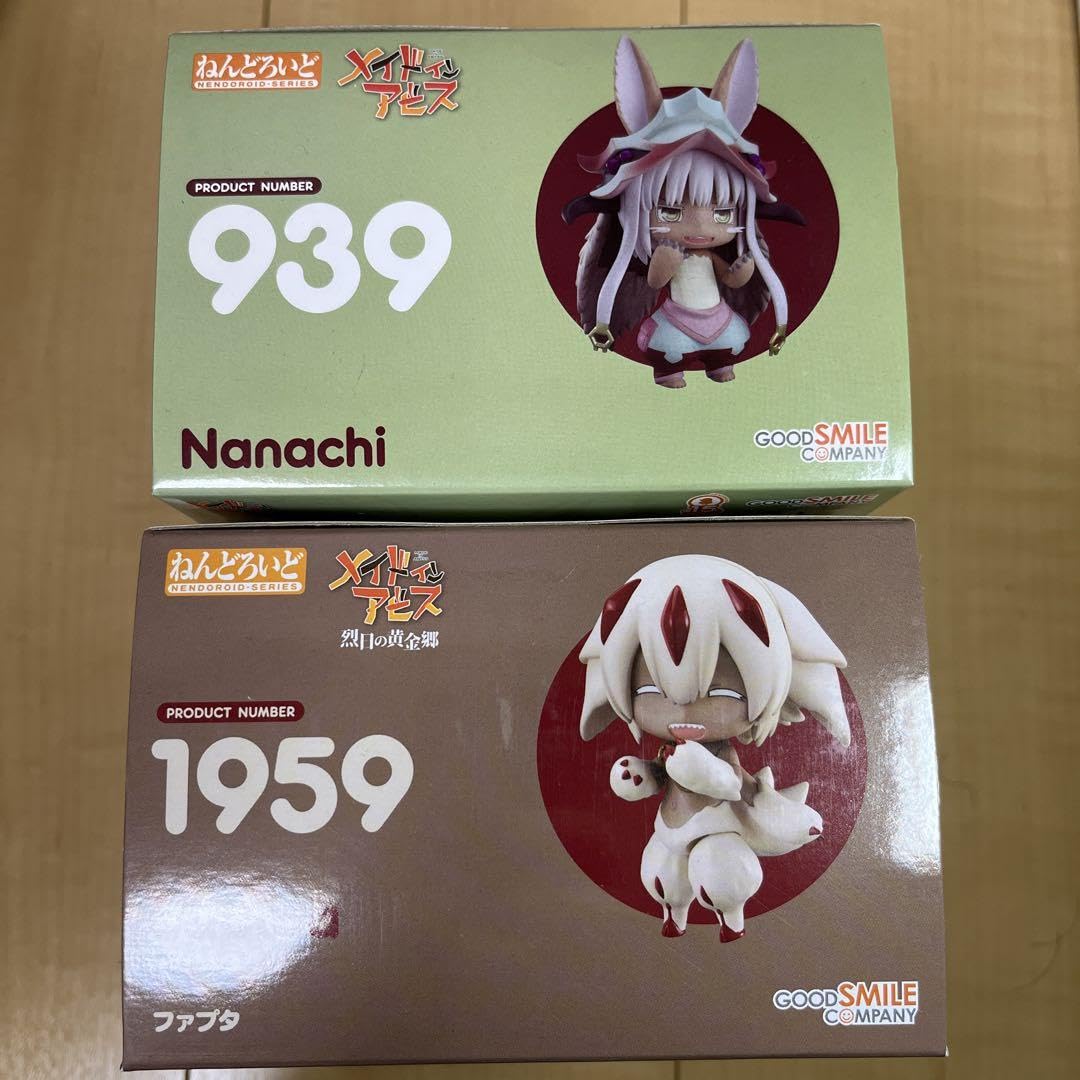 ねんどろいど
NENDOROID-SERIES
メイドイン
アビス
PRODUCT NUMBER
939
Nanachi
GOOD SMILE
COMPANY
GOOD SMILE
ねんどろいど
NENDOROID-SERIES
メイドイン
アビス
烈日の黄金郷
PRODUCT NUMBER
1959
ファプタ
GOOD SMILE
COMPANY